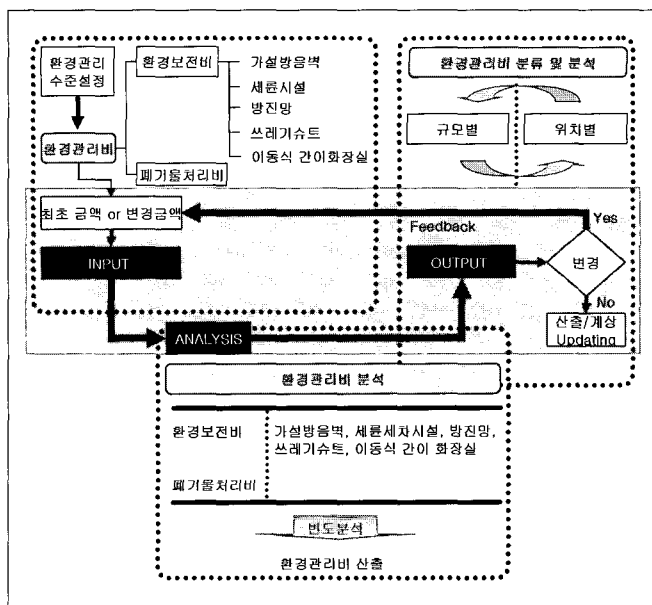 환경관리
수준설정
환경관리비
환경보전비
폐기물처리비
가설방음벽
세륜시설
방진망
쓰레기슈트
이동식 간이화장실
최초 금액 or 변경금액
INPUT
환경관리비 분류 및 분석
규모별
위치별
Feedback
Yes
OUTPUT
변경
No
산출/계상
Updating
ANALYSIS
환경관리비 분석
환경보전비
가설방음벽, 세륜세차시설, 방진망,
쓰레기슈트, 이동식 간이 화장실
폐기물처리비
빈도분석
환경관리비 산출